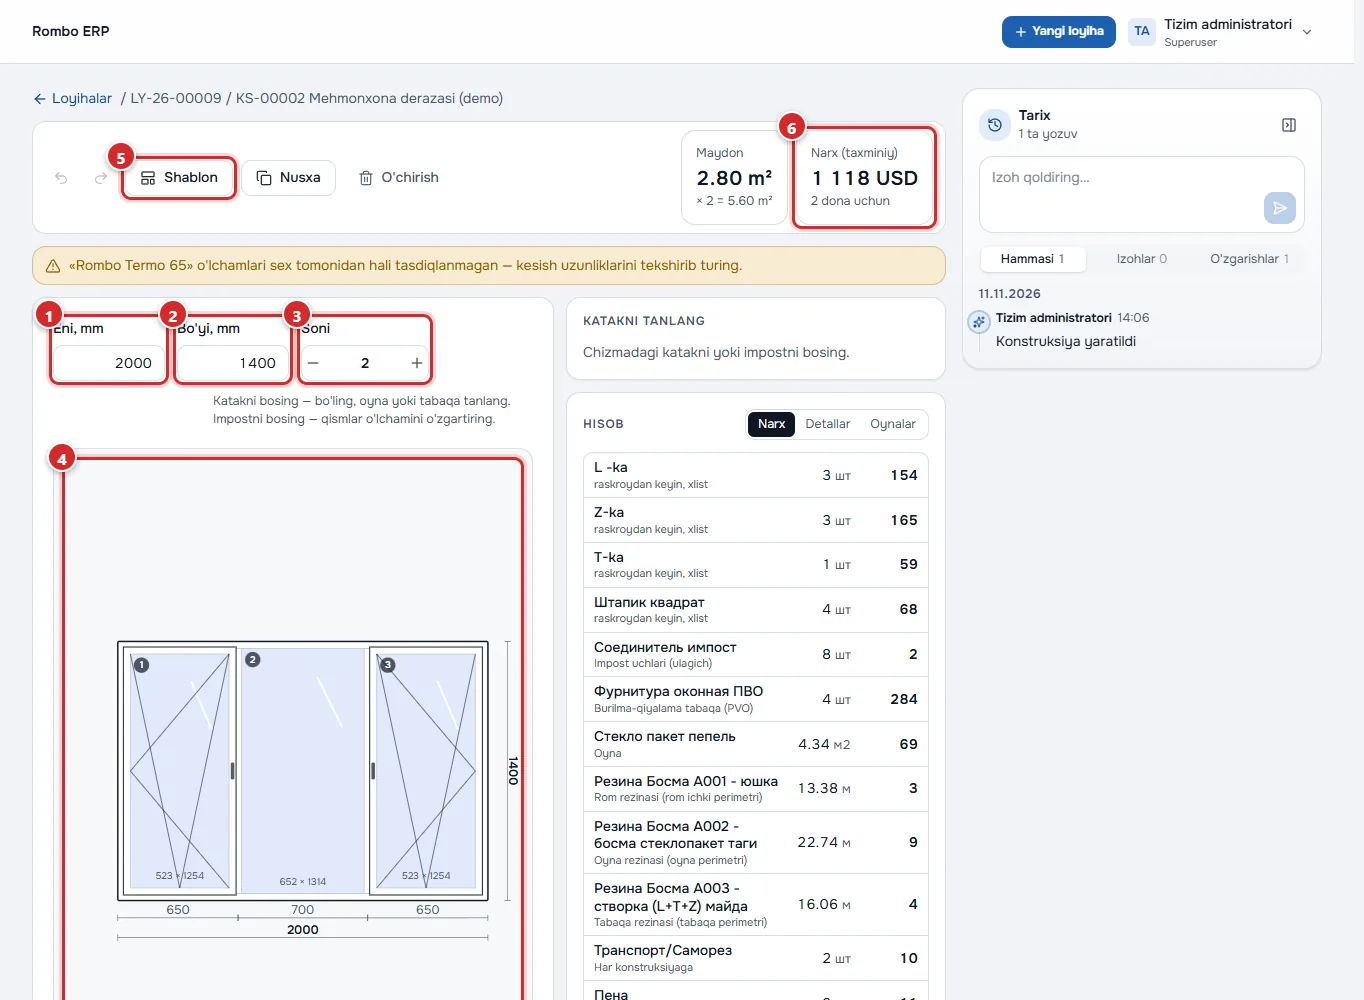 Rombo ERP
Yangi loyiha
TA
Tizim administratori
Superuser
Loyihalar / LY-26-00009 / KS-00002 Mehmonxona derazasi (demo)
5
Shablon
Nusxa
O'chirish
Maydon
2.80 m²
× 2 = 5.60 m²
6
Narx (taxminiy)
1 118 USD
2 dona uchun
«Rombo Termo 65» o'lchamlari sex tomonidan hali tasdiqlanmagan — kesish uzunliklarini tekshirib turing.
1
Eni, mm
2000
2
Bo'yi, mm
1400
3
Soni
− 2 +
Katakni bosing — bo'ling, oyna yoki tabaqa tanlang.
Impostni bosing — qismlar o'lchamini o'zgartiring.
4
1
2
3
523 × 1254
652 × 1314
523 × 1254
1400
650
700
650
2000
KATAKNI TANLANG
Chizmadagi katakni yoki impostni bosing.
HISOB
Narx
Detallar
Oynalar
L -ka
raskroydan keyin, xlist
3 шт
154
Z-ka
raskroydan keyin, xlist
3 шт
165
T-ka
raskroydan keyin, xlist
1 шт
59
Штапик квадрат
raskroydan keyin, xlist
4 шт
68
Соединитель импост
Impost uchlari (ulagich)
8 шт
2
Фурнитура оконная ПВО
Burilma-qiyalama tabaqa (PVO)
4 шт
284
Стекло пакет пепель
Oyna
4.34 м2
69
Резина Босма А001 - юшка
Rom rezinasi (rom ichki perimetri)
13.38 м
3
Резина Босма А002 -
босма стеклопакет таги
Oyna rezinasi (oyna perimetri)
22.74 м
9
Резина Босма А003 -
створка (L+T+Z) майда
Tabaqa rezinasi (tabaqa perimetri)
16.06 м
4
Транспорт/Саморез
Har konstruksiyaga
2 шт
10
Пена
Tarix
1 ta yozuv
Izoh qoldiring...
Hammasi 1
Izohlar 0
O'zgarishlar 1
11.11.2026
Tizim administratori 14:06
Konstruksiya yaratildi